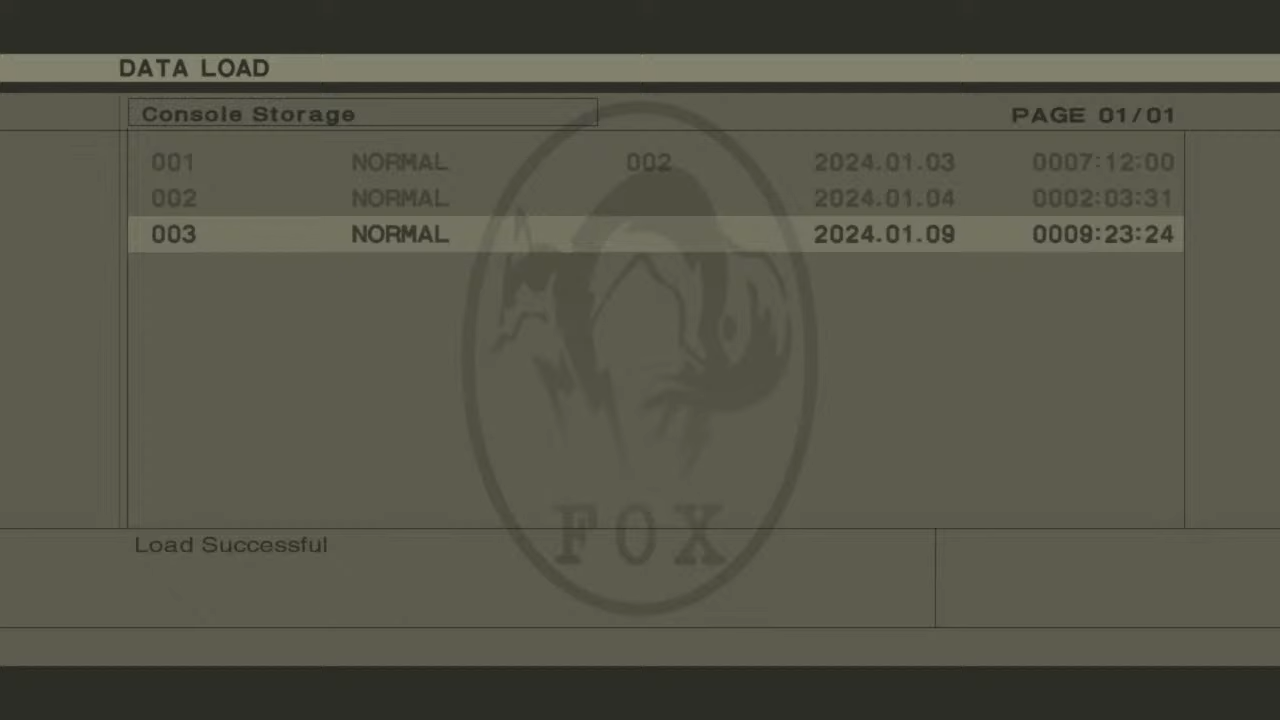 DATA LOAD
Console Storage PAGE 01/01
001 NORMAL 002 2024.01.03 0007:12:00
002 NORMAL 2024.01.04 0002:03:31
003 NORMAL 2024.01.09 0009:23:24
FOX
Load Successful